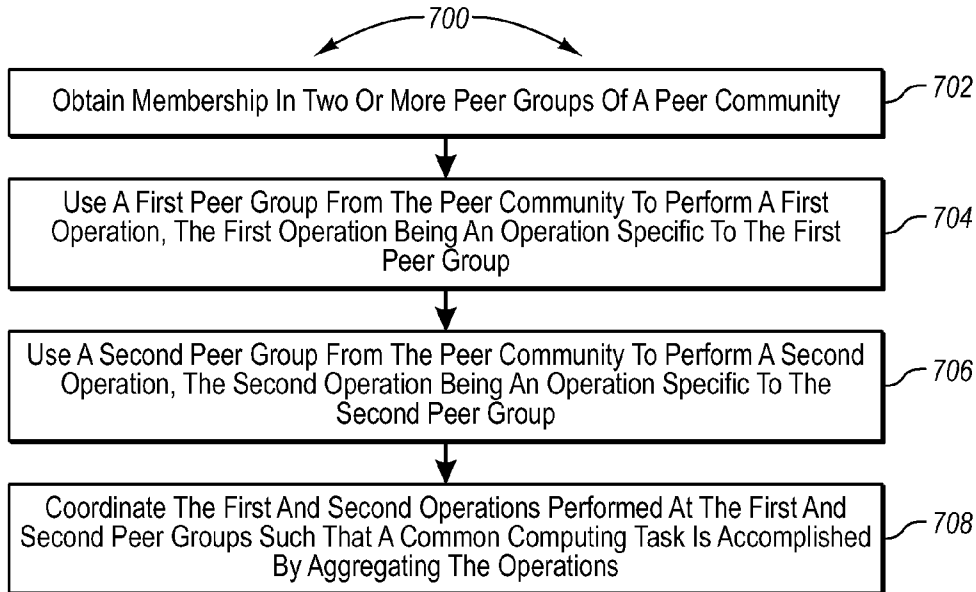 700
Obtain Membership In Two Or More Peer Groups Of A Peer Community
702
Use A First Peer Group From The Peer Community To Perform A First
Operation, The First Operation Being An Operation Specific To The First
Peer Group
704
Use A Second Peer Group From The Peer Community To Perform A Second
Operation, The Second Operation Being An Operation Specific To The
Second Peer Group
706
Coordinate The First And Second Operations Performed At The First And
Second Peer Groups Such That A Common Computing Task Is Accomplished
By Aggregating The Operations
708